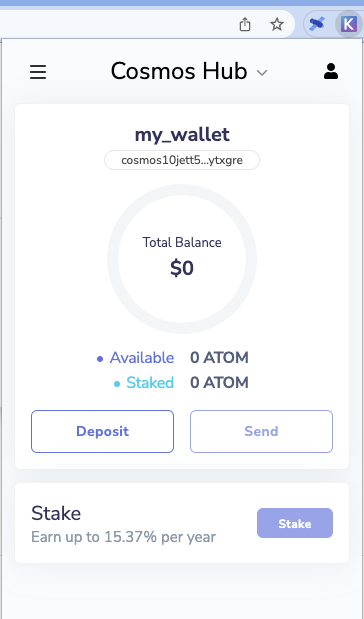 K
Cosmos Hub
my_wallet
cosmos10jett5...ytxgre
Total Balance
$0
Available 0 ATOM
Staked 0 ATOM
Deposit
Send
Stake
Earn up to 15.37% per year
Stake